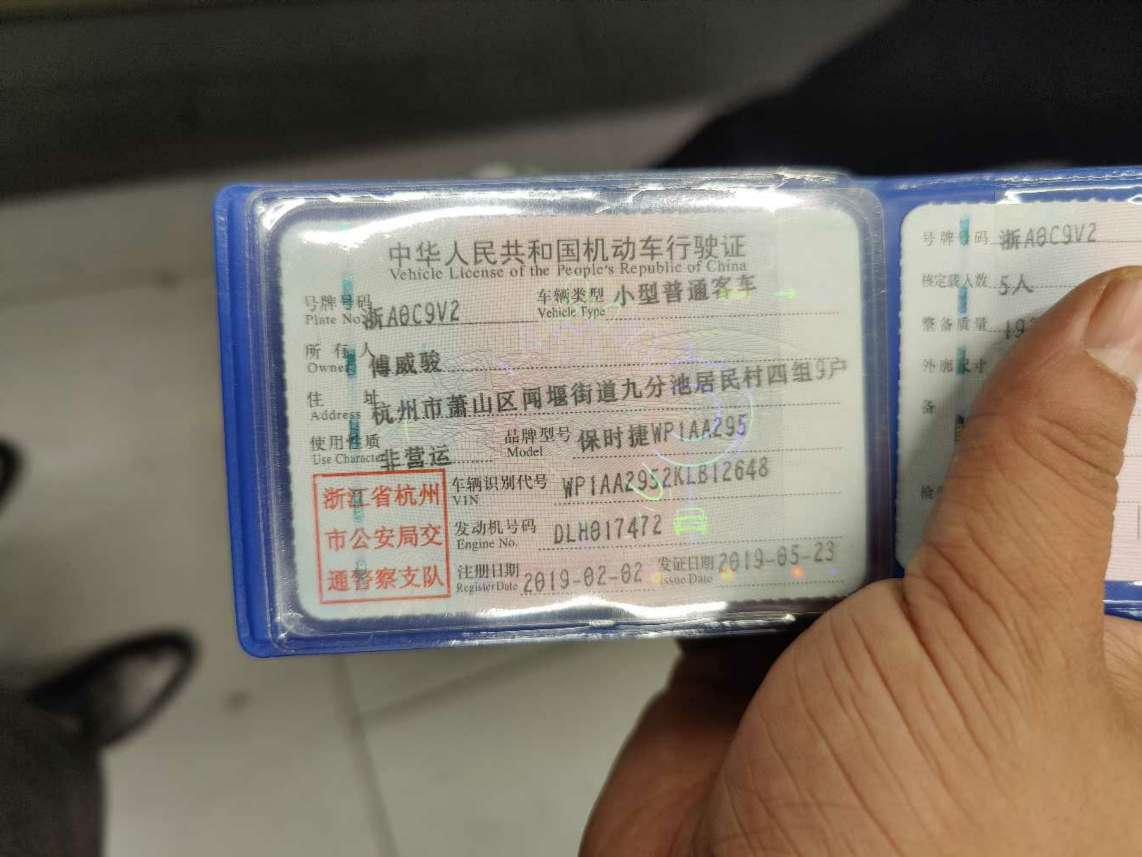 中华人民共和国机动车行驶证
Vehicle License of the People's Republic of China
号牌号码 浙A0C9V2 车辆类型 小型普通客车
Plate No. Vehicle Type
所有人 傅威骏
Owner
住址 杭州市萧山区闻堰街道九分池居民村四组9户
Address
使用性质 非营运 品牌型号 保时捷WP1AA295
Use Character Model
浙江省杭州
市公安局交
通警察支队
车辆识别代号 WP1AA2952KLB12648
VIN
发动机号码 DLH017472
Engine No.
注册日期 2019-02-02 发证日期 2019-05-23
Register Date Issue Date
号牌号码 浙A0C9V2
核定载人数 5人
整备质量 19
外廓尺寸
备